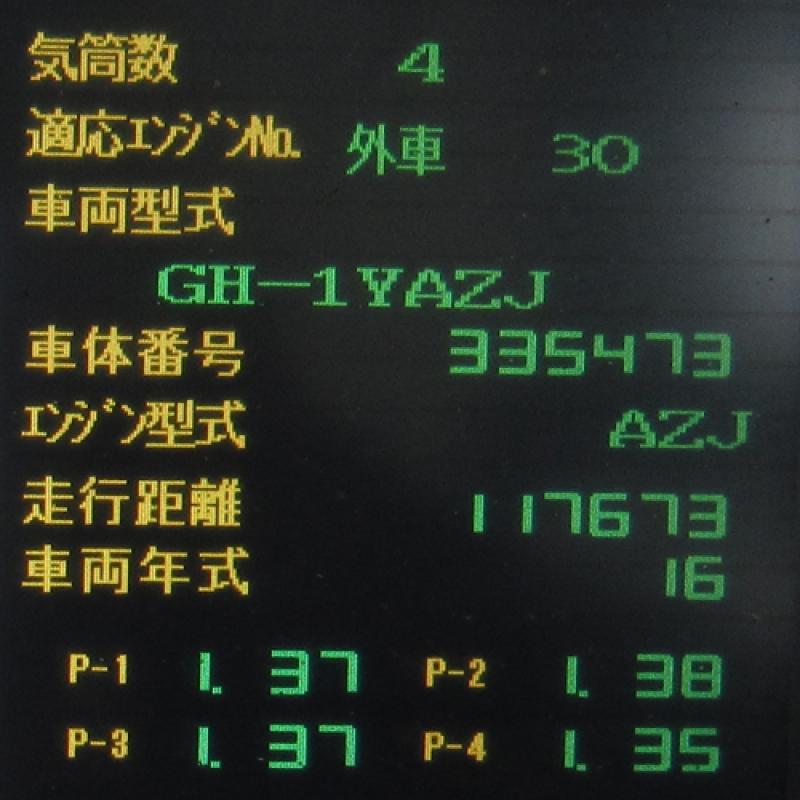 気筒数 4
適応ｴﾝｼﾞﾝNo. 外車 30
車両型式
GH-1YAZJ
車体番号 335473
ｴﾝｼﾞﾝ型式 AZJ
走行距離 117673
車両年式 16
P-1 1.37 P-2 1.38
P-3 1.37 P-4 1.35